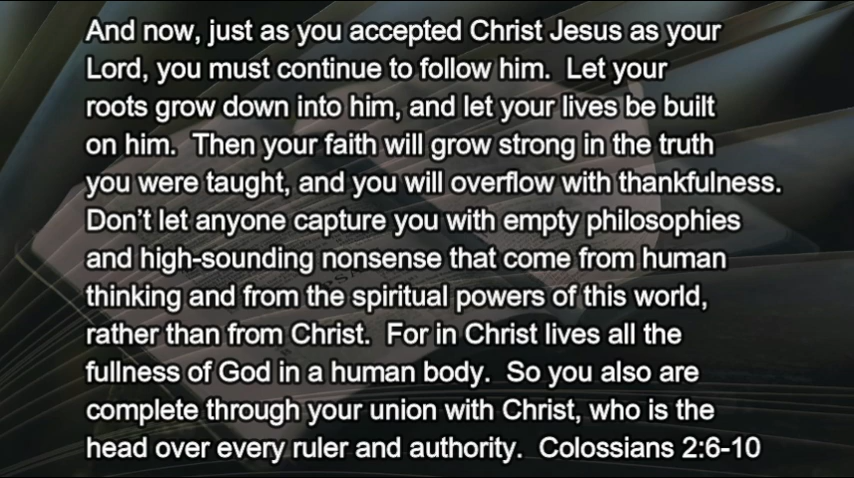 And now, just as you accepted Christ Jesus as your
Lord, you must continue to follow him.  Let your
roots grow down into him, and let your lives be built
on him.  Then your faith will grow strong in the truth
you were taught, and you will overflow with thankfulness.
Don't let anyone capture you with empty philosophies
and high-sounding nonsense that come from human
thinking and from the spiritual powers of this world,
rather than from Christ.  For in Christ lives all the
fullness of God in a human body.  So you also are
complete through your union with Christ, who is the
head over every ruler and authority.  Colossians 2:6-10